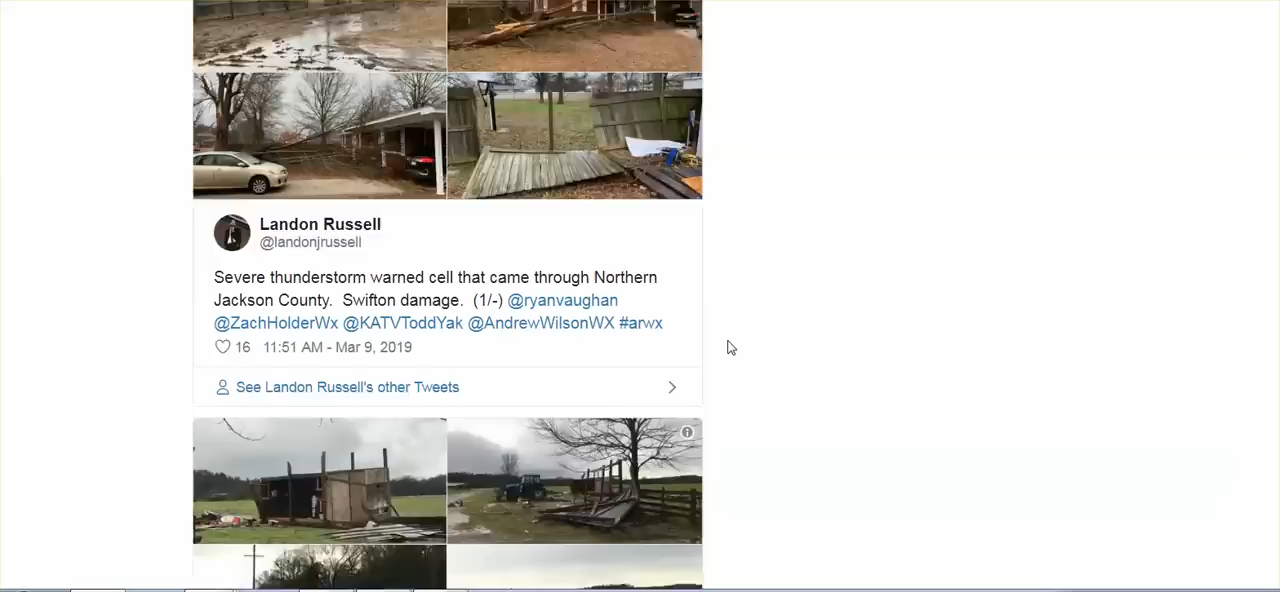 Landon Russell
@landonjrussell
Severe thunderstorm warned cell that came through Northern
Jackson County.  Swifton damage.  (1/-) @ryanvaughan
@ZachHolderWx @KATVToddYak @AndrewWilsonWX #arwx
16   11:51 AM - Mar 9, 2019
See Landon Russell's other Tweets